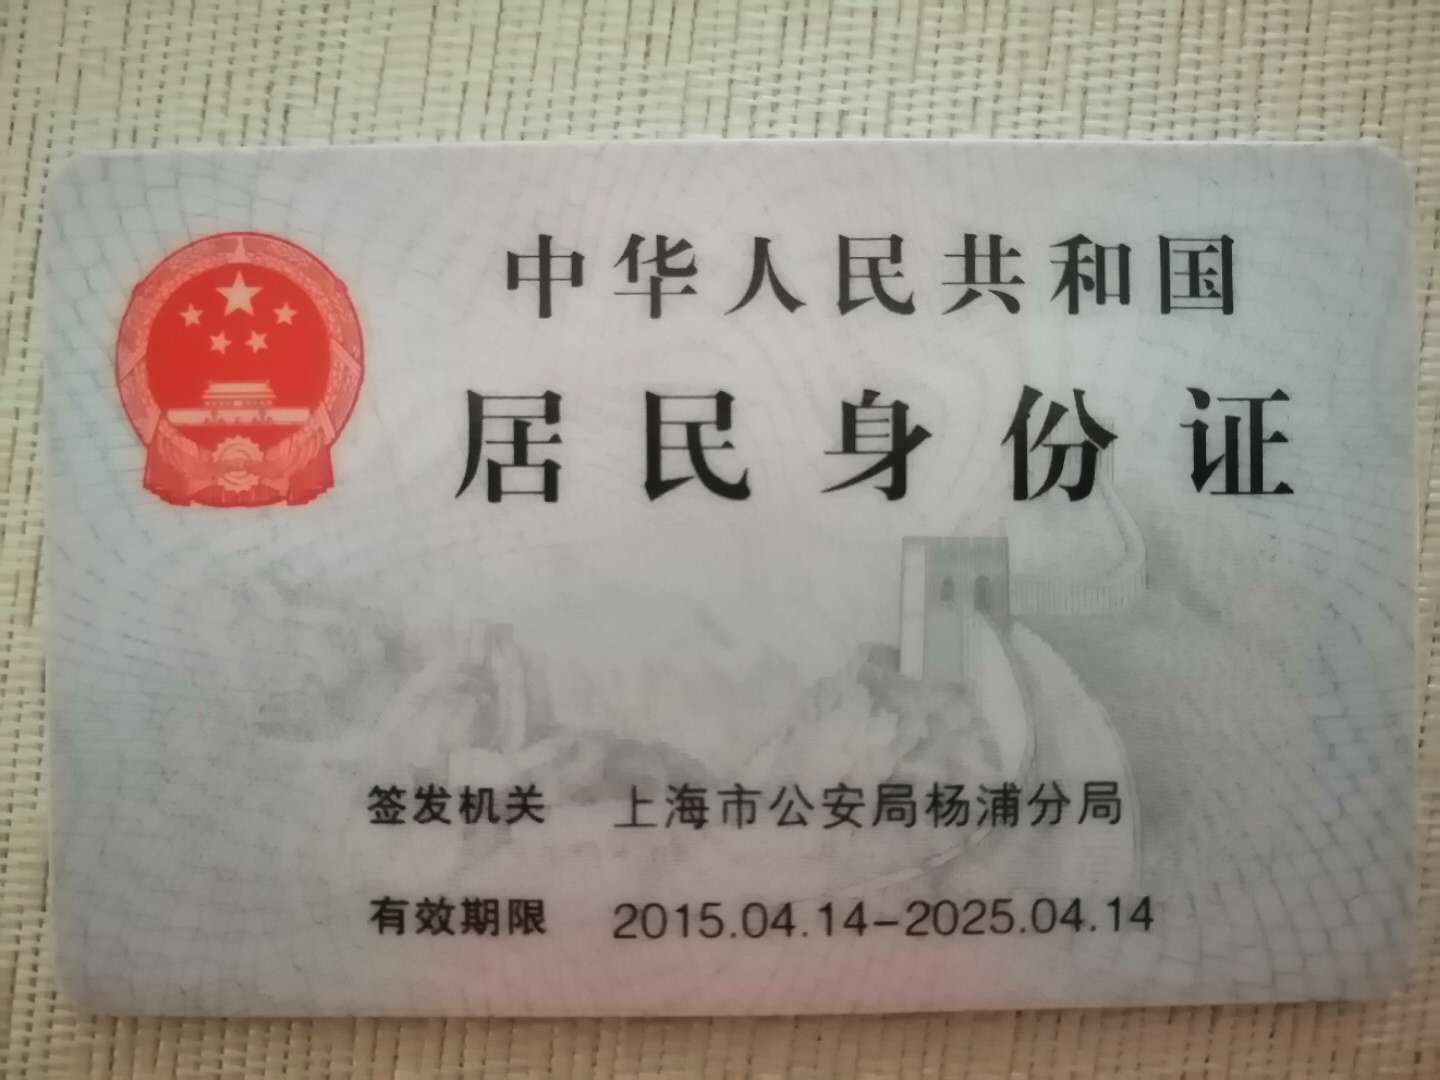 中华人民共和国
居民身份证
签发机关 上海市公安局杨浦分局
有效期限 2015.04.14-2025.04.14